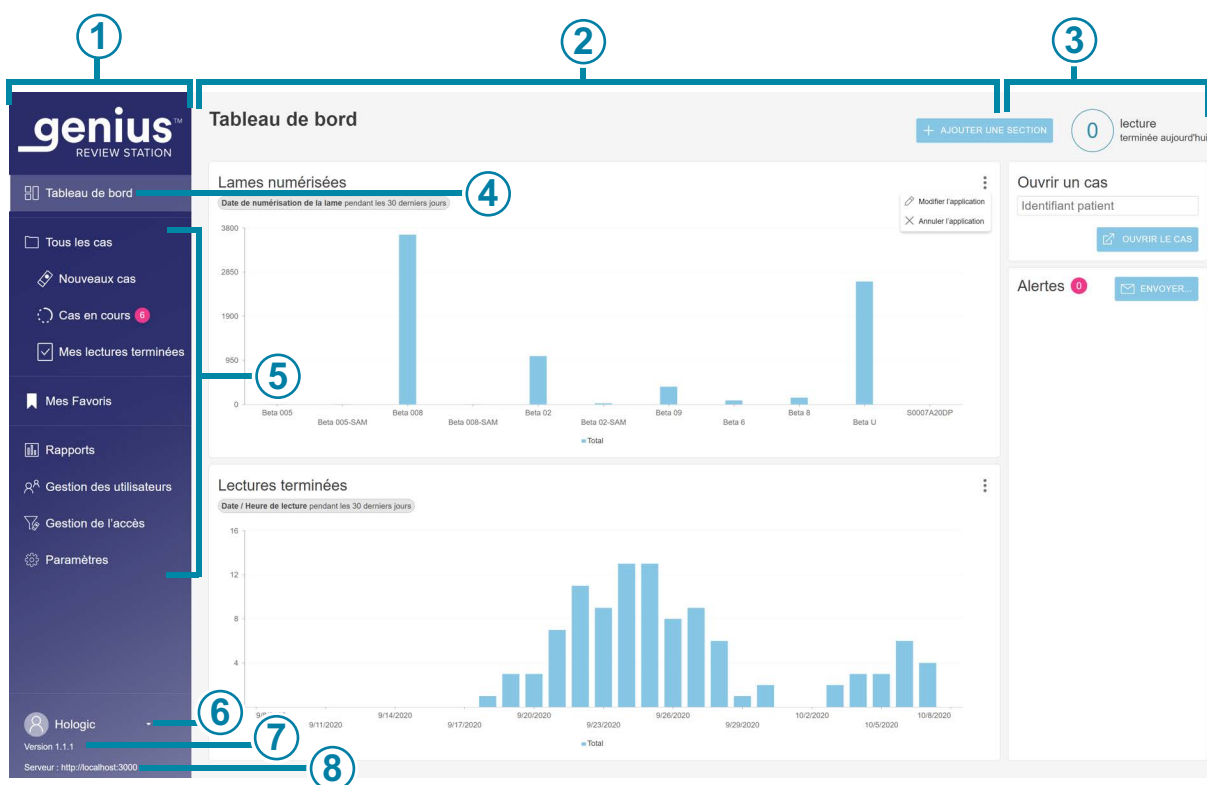 1
2
3
genius™
REVIEW STATION
Tableau de bord
+ AJOUTER UNE SECTION
0
lecture
terminée aujourd'hui
Tableau de bord
4
Tous les cas
Nouveaux cas
Cas en cours 6
Mes lectures terminées
5
Mes Favoris
Rapports
Gestion des utilisateurs
Gestion de l'accès
Paramètres
Hologic
6
Version 1.1.1
7
Serveur : http://localhost:3000
8
Lames numérisées
Date de numérisation de la lame pendant les 30 derniers jours
Modifier l'application
Annuler l'application
3800
2850
1900
950
0
Beta 005
Beta 005-SAM
Beta 008
Beta 008-SAM
Beta 02
Beta 02-SAM
Beta 09
Beta 6
Beta 8
Beta U
S0007A20DP
Total
Lectures terminées
Date / Heure de lecture pendant les 30 derniers jours
16
12
8
4
9/11/2020
9/14/2020
9/17/2020
9/20/2020
9/23/2020
9/26/2020
9/29/2020
10/2/2020
10/5/2020
10/8/2020
Total
Ouvrir un cas
Identifiant patient
OUVRIR LE CAS
Alertes 0
ENVOYER...